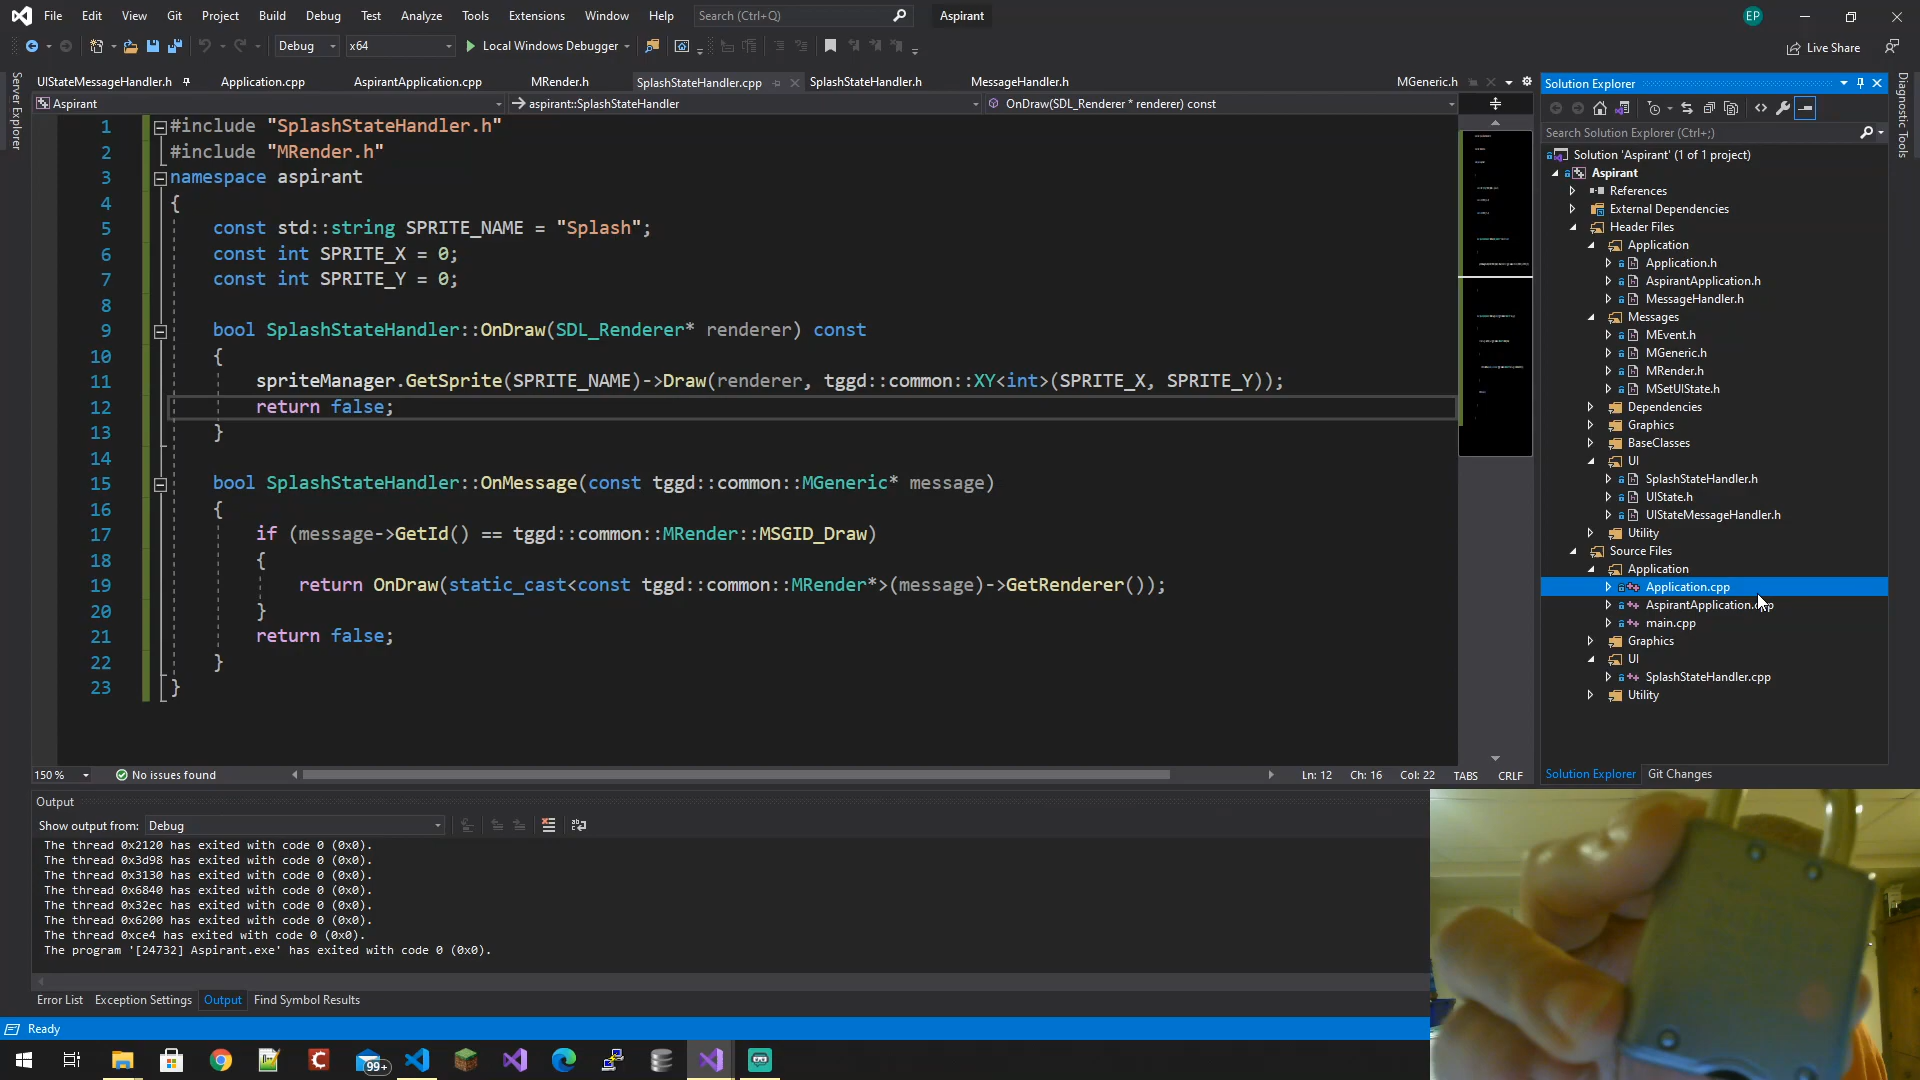 File Edit View Git Project Build Debug Test Analyze Tools Extensions Window Help Search (Ctrl+Q) Aspirant EP
Debug x64 Local Windows Debugger Live Share
UIStateMessageHandler.h Application.cpp AspirantApplication.cpp MRender.h SplashStateHandler.cpp SplashStateHandler.h MessageHandler.h MGeneric.h
Aspirant aspirant::SplashStateHandler OnDraw(SDL_Renderer * renderer) const
Server Explorer
1 #include "SplashStateHandler.h"
2 #include "MRender.h"
3 namespace aspirant
4 {
5 const std::string SPRITE_NAME = "Splash";
6 const int SPRITE_X = 0;
7 const int SPRITE_Y = 0;
8
9 bool SplashStateHandler::OnDraw(SDL_Renderer* renderer) const
10 {
11 spriteManager.GetSprite(SPRITE_NAME)->Draw(renderer, tggd::common::XY<int>(SPRITE_X, SPRITE_Y));
12 return false;
13 }
14
15 bool SplashStateHandler::OnMessage(const tggd::common::MGeneric* message)
16 {
17 if (message->GetId() == tggd::common::MRender::MSGID_Draw)
18 {
19 return OnDraw(static_cast<const tggd::common::MRender*>(message)->GetRenderer());
20 }
21 return false;
22 }
23 }
150 % No issues found Ln: 12 Ch: 16 Col: 22 TABS CRLF
Solution Explorer
Search Solution Explorer (Ctrl+;)
Solution 'Aspirant' (1 of 1 project)
Aspirant
References
External Dependencies
Header Files
Application
Application.h
AspirantApplication.h
MessageHandler.h
Messages
MEvent.h
MGeneric.h
MRender.h
MSetUIState.h
Dependencies
Graphics
BaseClasses
UI
SplashStateHandler.h
UIState.h
UIStateMessageHandler.h
Utility
Source Files
Application
Application.cpp
AspirantApplication.cpp
main.cpp
Graphics
UI
SplashStateHandler.cpp
Utility
Solution Explorer Git Changes
Diagnostic Tools
Output
Show output from: Debug
The thread 0x2120 has exited with code 0 (0x0).
The thread 0x3d98 has exited with code 0 (0x0).
The thread 0x3130 has exited with code 0 (0x0).
The thread 0x6840 has exited with code 0 (0x0).
The thread 0x32ec has exited with code 0 (0x0).
The thread 0x6200 has exited with code 0 (0x0).
The thread 0xce4 has exited with code 0 (0x0).
The program '[24732] Aspirant.exe' has exited with code 0 (0x0).
Error List Exception Settings Output Find Symbol Results
Ready
99+